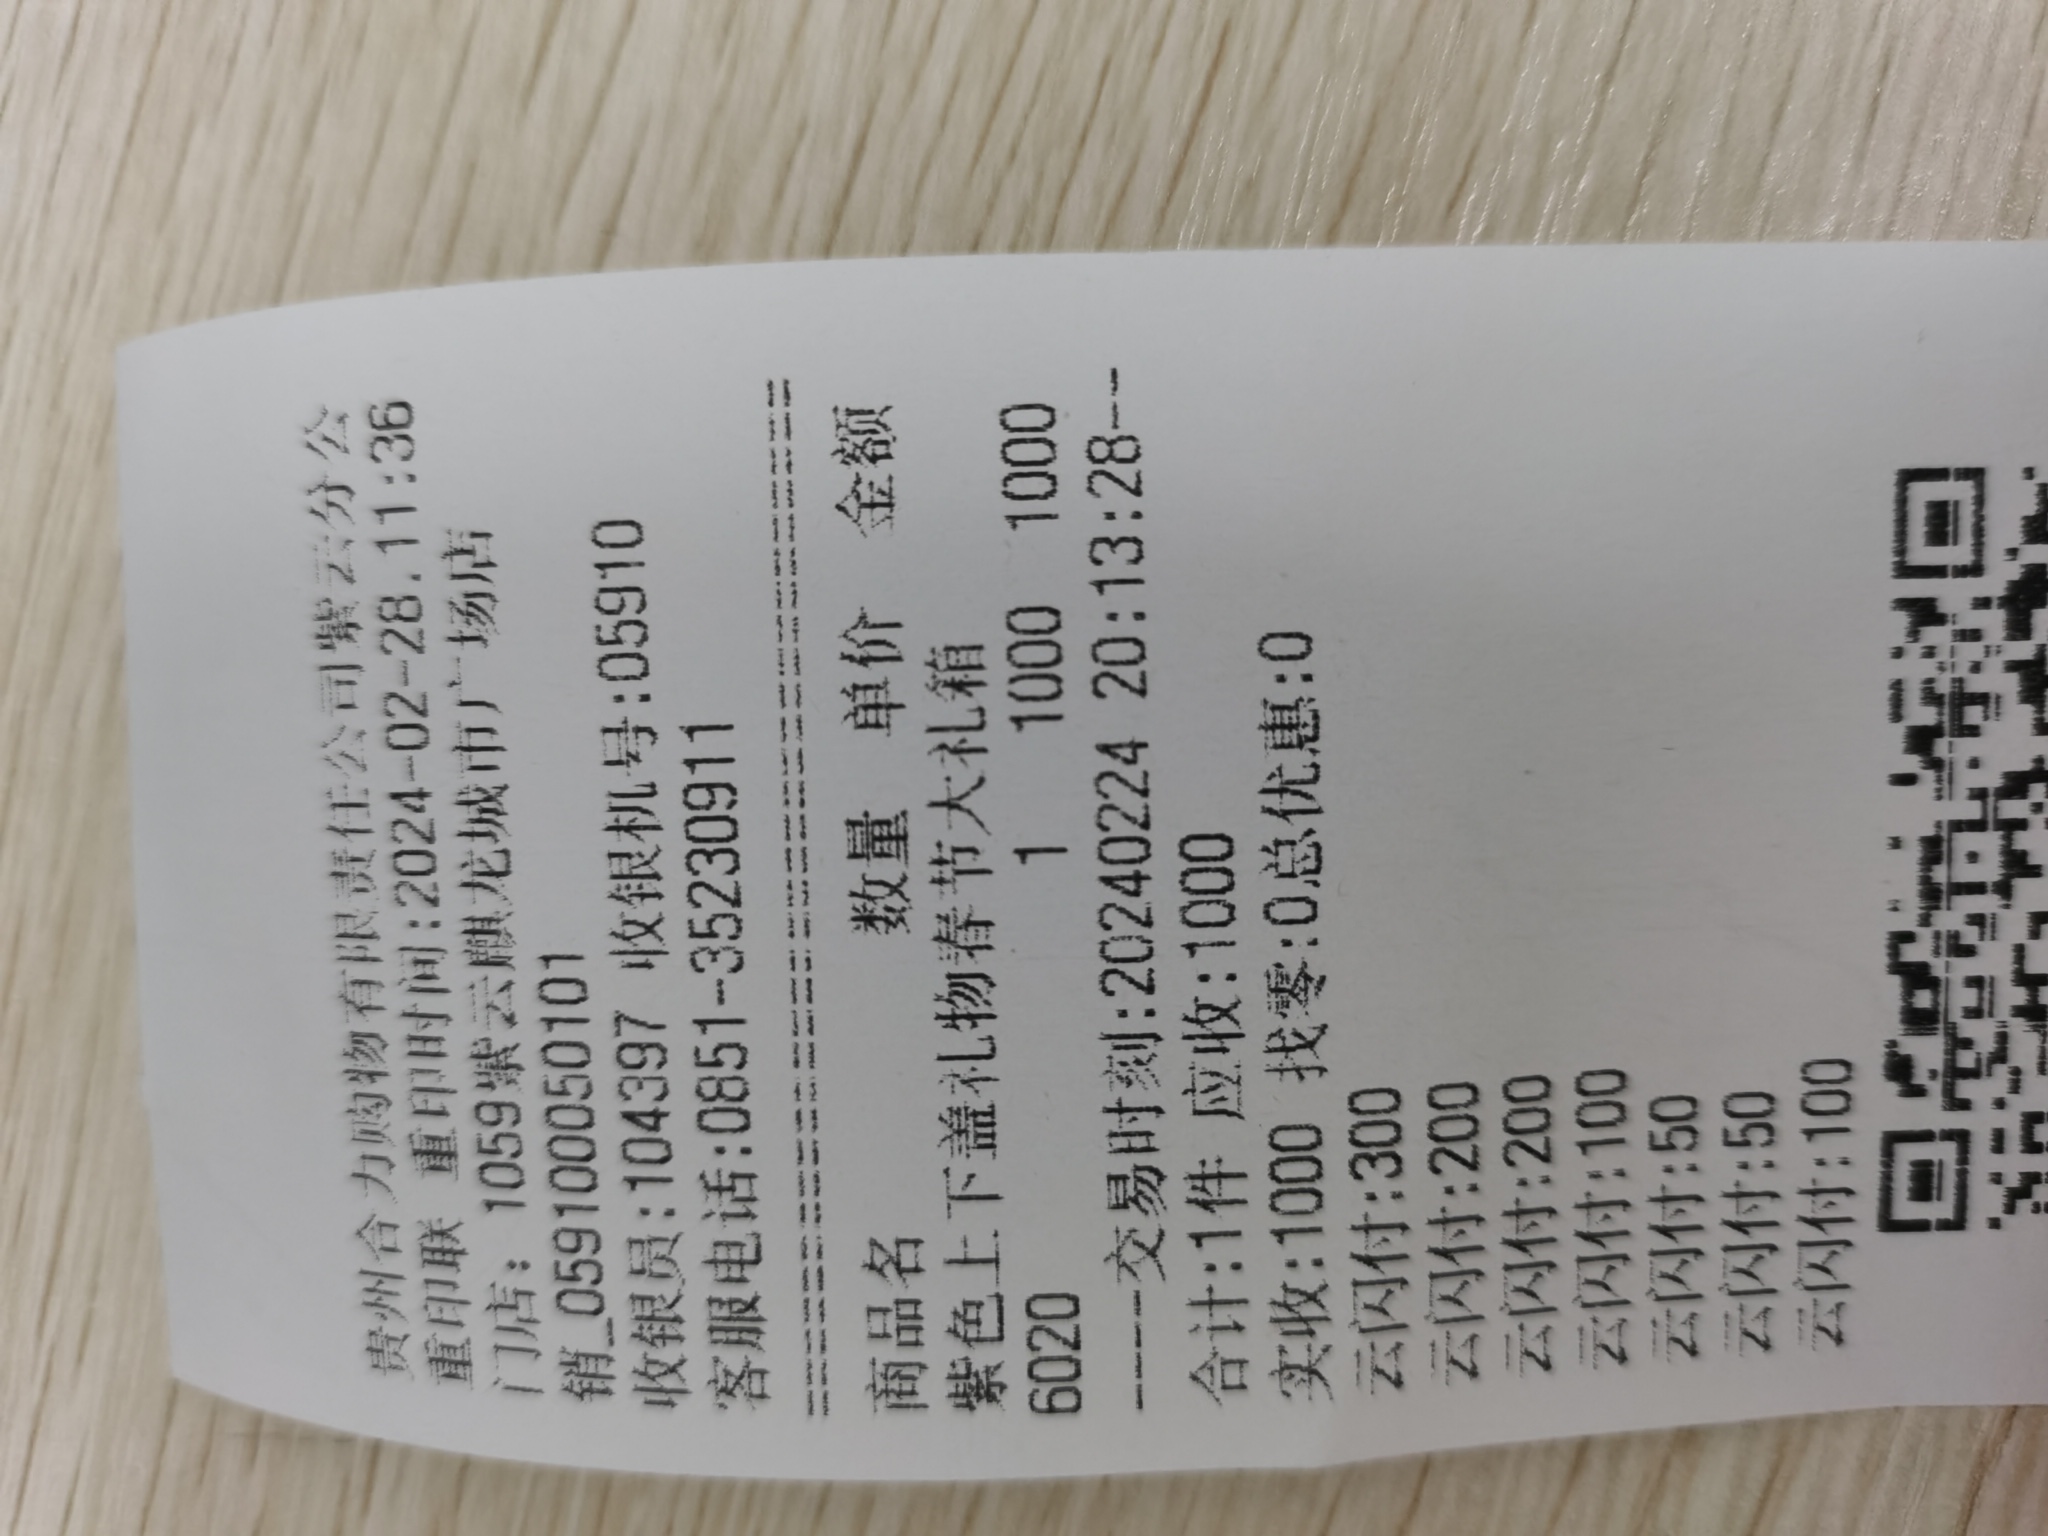 贵州合力购物有限责任公司紫云分公
重印联 重印时间:2024-02-28.11:36
门店: 1059紫云麒龙城市广场店
销_05910005010101
收银员:104397 收银机号:05910
客服电话:0851-35230911
商品名 数量 单价 金额
紫色上下盖礼物春节大礼箱
6020 1 1000 1000
----交易时刻:20240224 20:13:28--
合计:1件 应收:1000
实收:1000 找零:0总优惠:0
云闪付:300
云闪付:200
云闪付:200
云闪付:100
云闪付:50
云闪付:50
云闪付:100